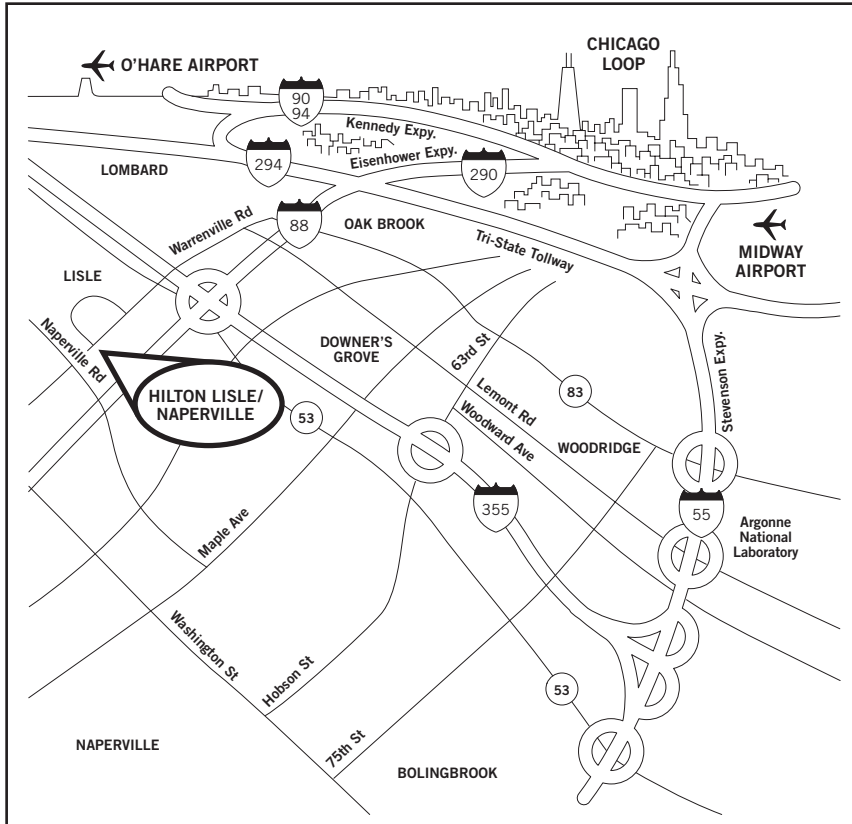 CHICAGO
LOOP
O'HARE AIRPORT
90
94
Kennedy Expy.
Eisenhower Expy.
294
290
LOMBARD
Warrenville Rd
88
OAK BROOK
Tri-State Tollway
MIDWAY
AIRPORT
LISLE
Naperville Rd
DOWNER'S
GROVE
63rd St
HILTON LISLE/
NAPERVILLE
53
83
Lemont Rd
Woodward Ave
WOODRIDGE
Stevenson Expy.
355
55
Argonne
National
Laboratory
Maple Ave
Washington St
Hobson St
53
75th St
NAPERVILLE
BOLINGBROOK